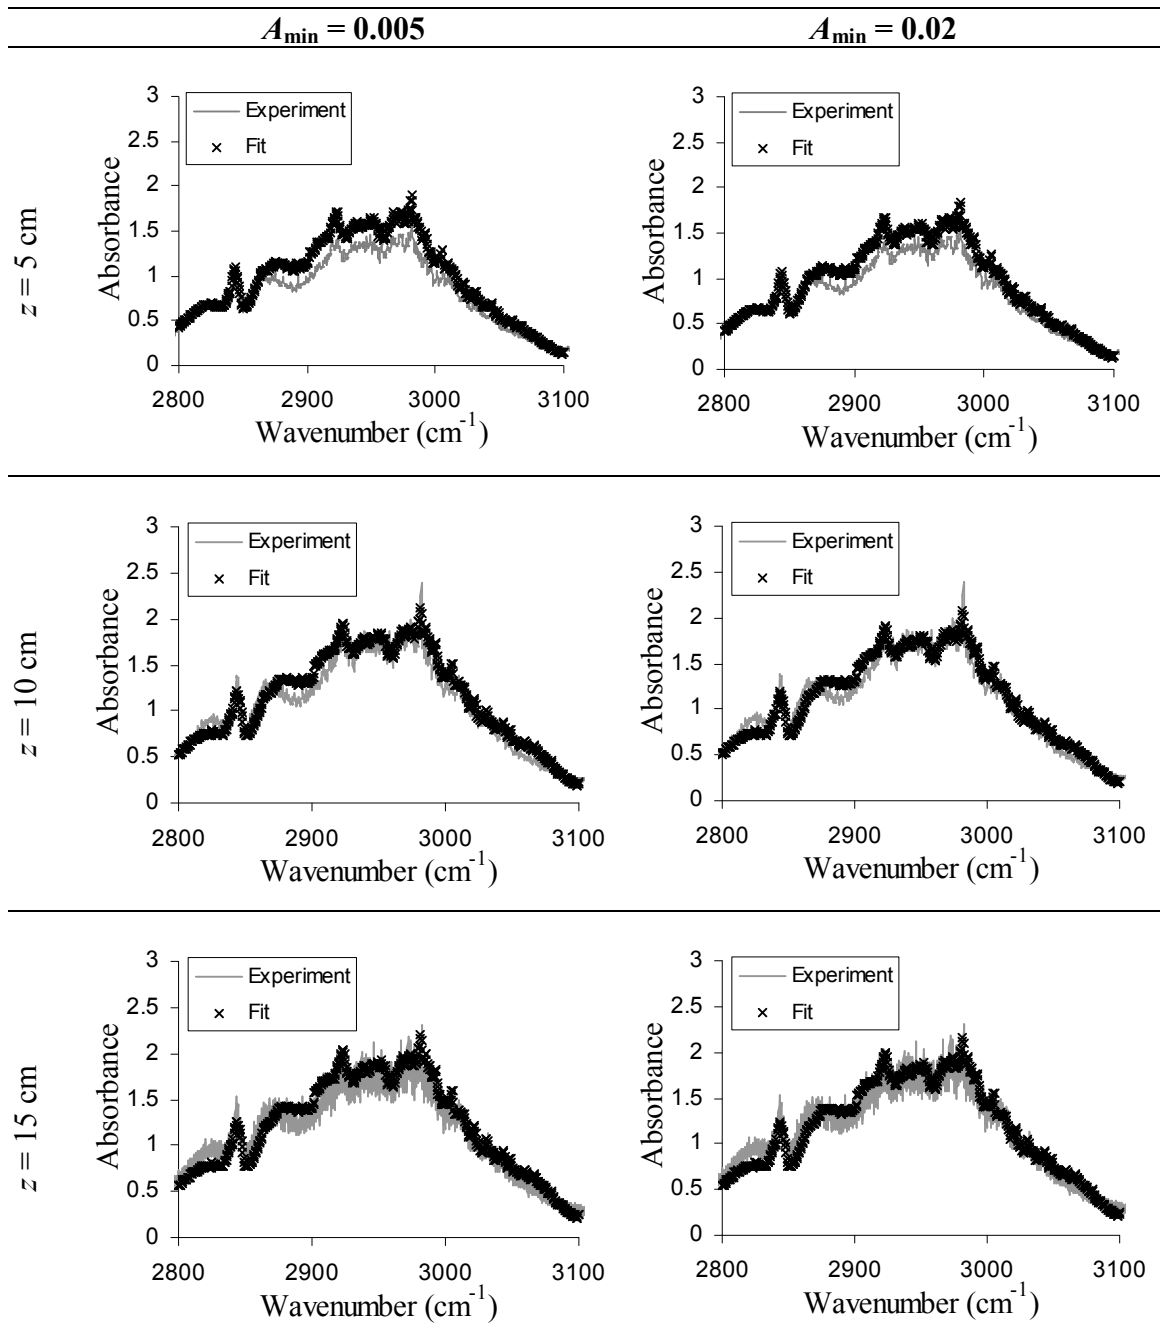 A_min = 0.005
A_min = 0.02
z = 5 cm
Absorbance
3
2.5
2
1.5
1
0.5
0
Experiment
Fit
2800
2900
3000
3100
Wavenumber (cm⁻¹)
Absorbance
3
2.5
2
1.5
1
0.5
0
Experiment
Fit
2800
2900
3000
3100
Wavenumber (cm⁻¹)
z = 10 cm
Absorbance
3
2.5
2
1.5
1
0.5
0
Experiment
Fit
2800
2900
3000
3100
Wavenumber (cm⁻¹)
Absorbance
3
2.5
2
1.5
1
0.5
0
Experiment
Fit
2800
2900
3000
3100
Wavenumber (cm⁻¹)
z = 15 cm
Absorbance
3
2.5
2
1.5
1
0.5
0
Experiment
Fit
2800
2900
3000
3100
Wavenumber (cm⁻¹)
Absorbance
3
2.5
2
1.5
1
0.5
0
Experiment
Fit
2800
2900
3000
3100
Wavenumber (cm⁻¹)